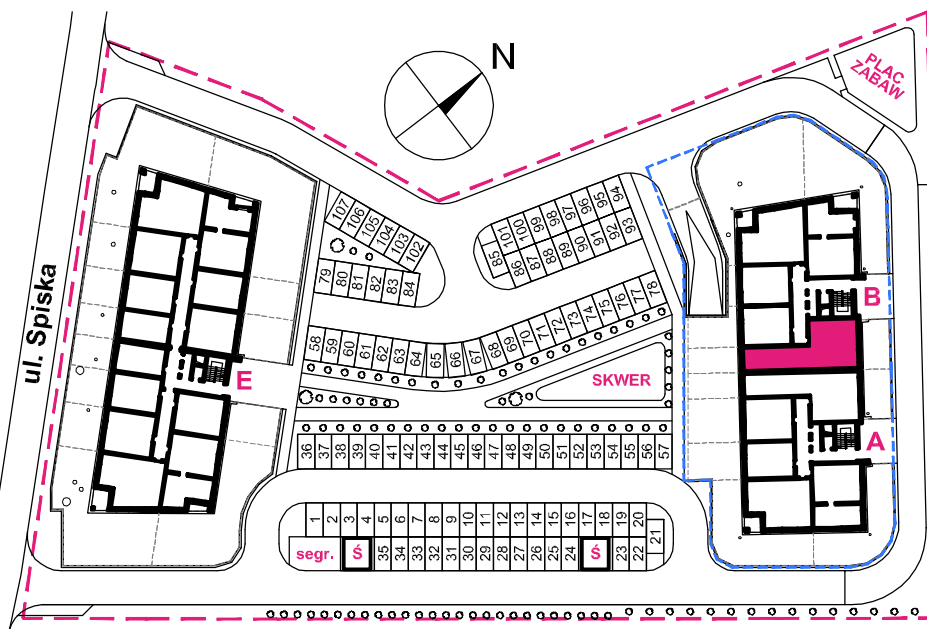 N
PLAC
ZABAW
ul. Spiska
107
106
105
104
103
102
79 80 81 82 83 84
85 101 100 99 98 97 96 95 94
86 87 88 89 90 91 92 93
58 59 60 61 62 63 64 65 66 67 68 69 70 71 72 73 74 75 76 77 78
B
E
SKWER
A
36 37 38 39 40 41 42 43 44 45 46 47 48 49 50 51 52 53 54 55 56 57
1 2 3 4 5 6 7 8 9 10 11 12 13 14 15 16 17 18 19 20
21
segr. Ś 35 34 33 32 31 30 29 28 27 26 25 24 Ś 23 22